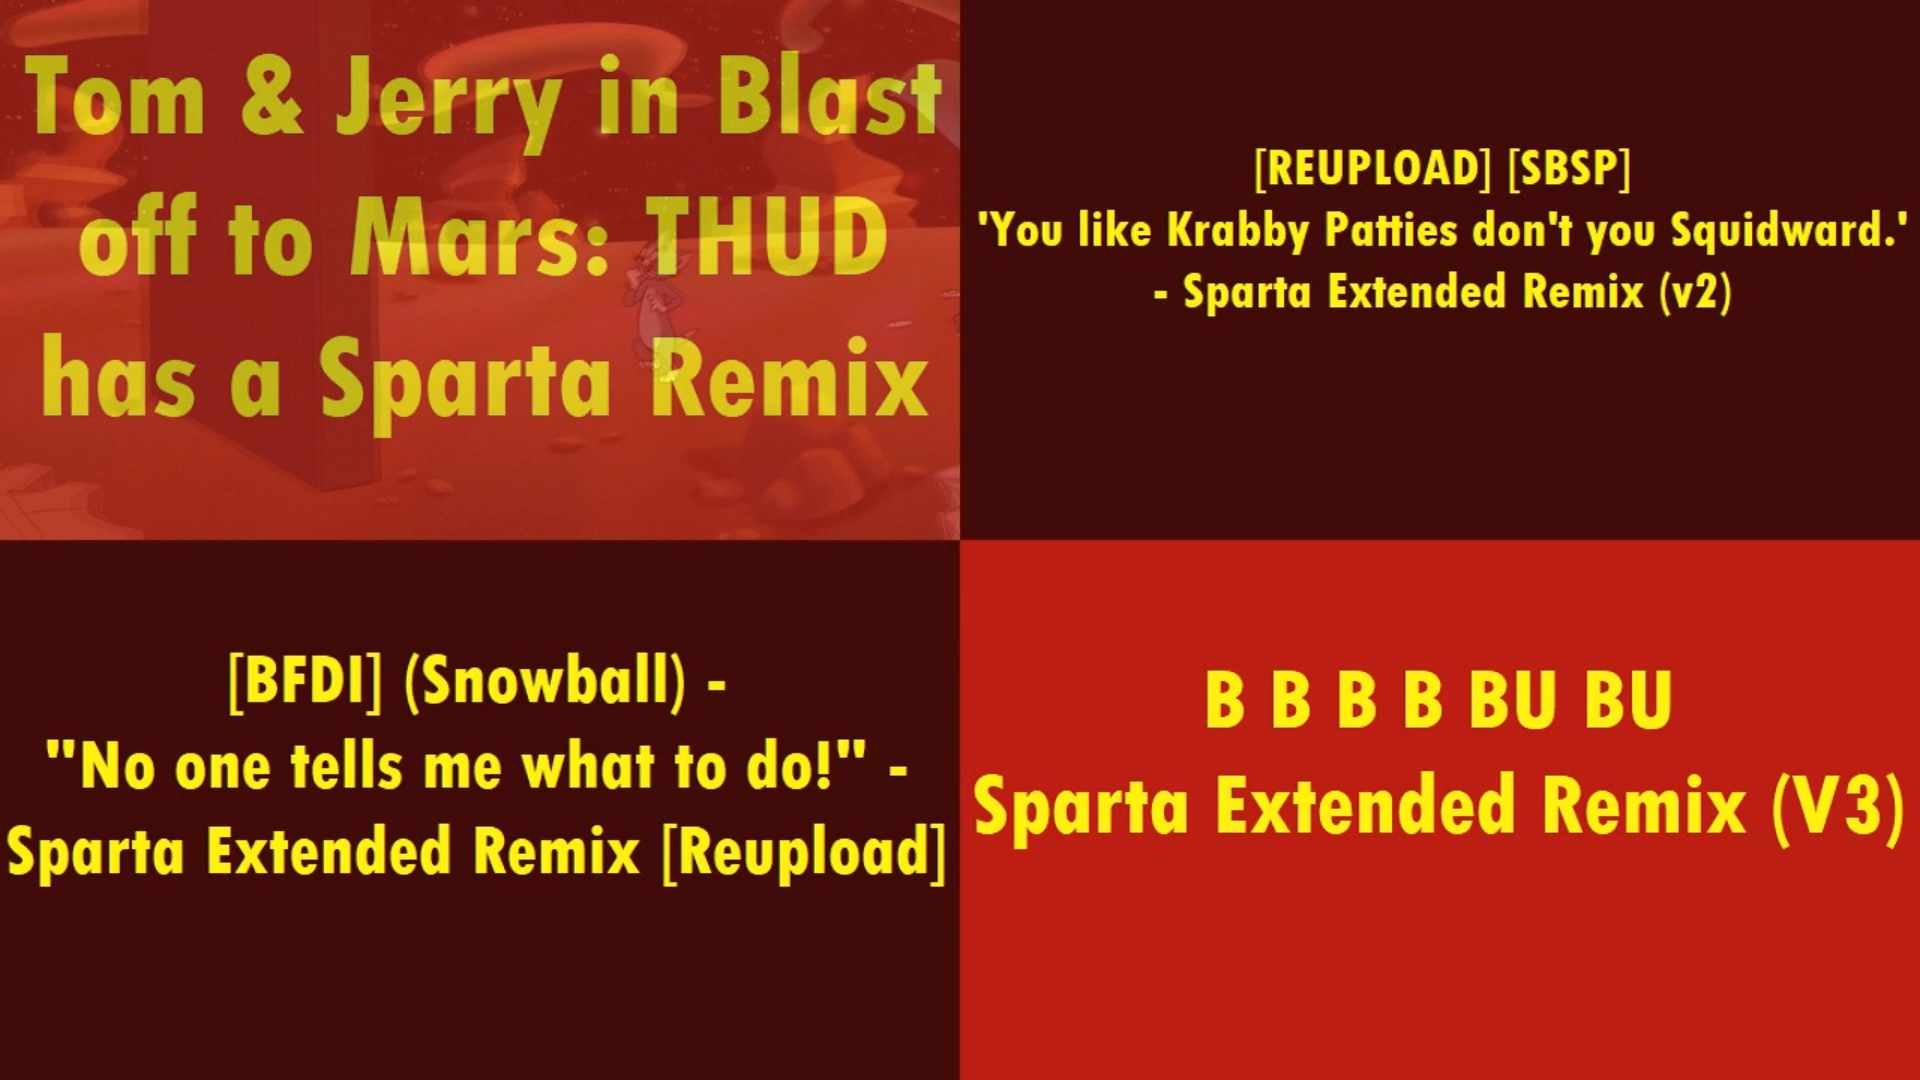 Tom & Jerry in Blast
off to Mars: THUD
has a Sparta Remix
[REUPLOAD] [SBSP]
'You like Krabby Patties don't you Squidward.'
- Sparta Extended Remix (v2)
[BFDI] (Snowball) -
"No one tells me what to do!" -
Sparta Extended Remix [Reupload]
B B B B BU BU
Sparta Extended Remix (V3)